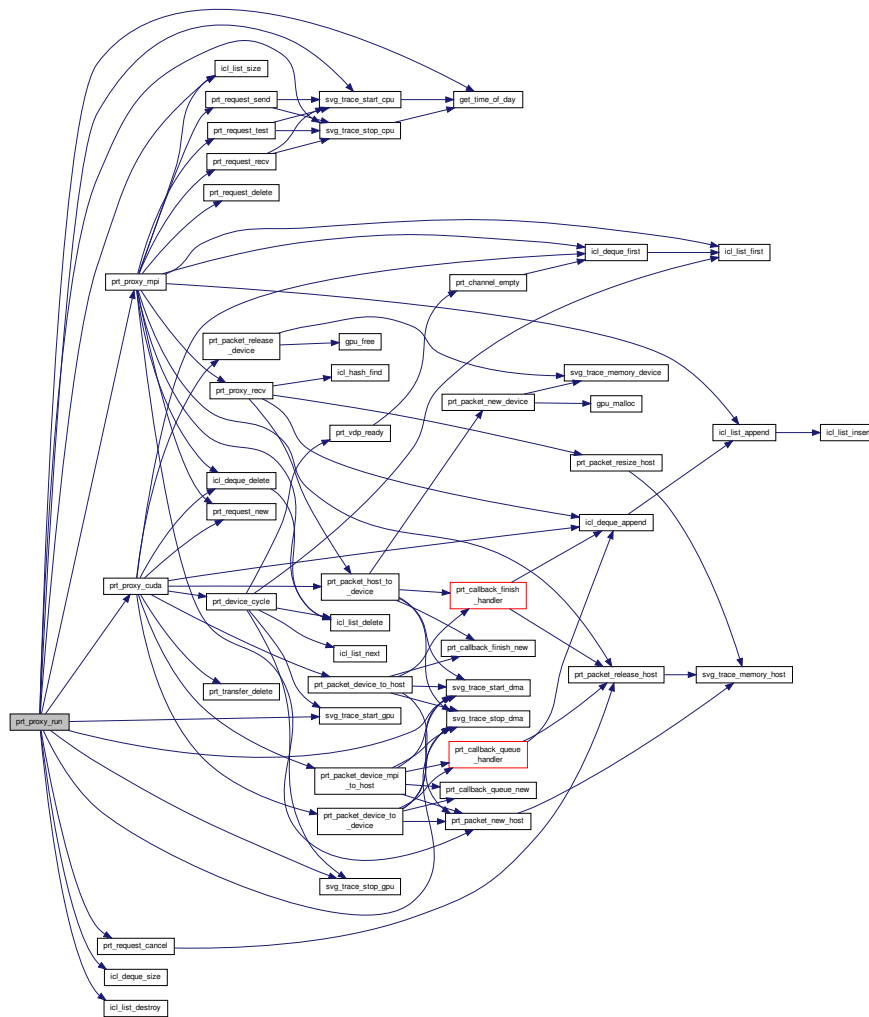 icl_list_size
prt_request_send
svg_trace_start_cpu
get_time_of_day
prt_request_test
svg_trace_stop_cpu
prt_request_recv
prt_request_delete
icl_deque_first
icl_list_first
prt_proxy_mpi
prt_channel_empty
prt_packet_release
_device
gpu_free
icl_hash_find
svg_trace_memory_device
prt_proxy_recv
prt_packet_new_device
gpu_malloc
prt_vdp_ready
icl_list_append
icl_list_inser
prt_packet_resize_host
icl_deque_delete
prt_request_new
icl_deque_append
prt_proxy_cuda
prt_packet_host_to
_device
prt_callback_finish
_handler
prt_device_cycle
icl_list_delete
prt_callback_finish_new
icl_list_next
prt_packet_release_host
svg_trace_memory_host
prt_packet_device_to_host
svg_trace_start_dma
prt_transfer_delete
svg_trace_start_gpu
svg_trace_stop_dma
prt_proxy_run
prt_callback_queue
_handler
prt_packet_device_mpi
_to_host
prt_callback_queue_new
prt_packet_device_to
_device
prt_packet_new_host
svg_trace_stop_gpu
prt_request_cancel
icl_deque_size
icl_list_destroy